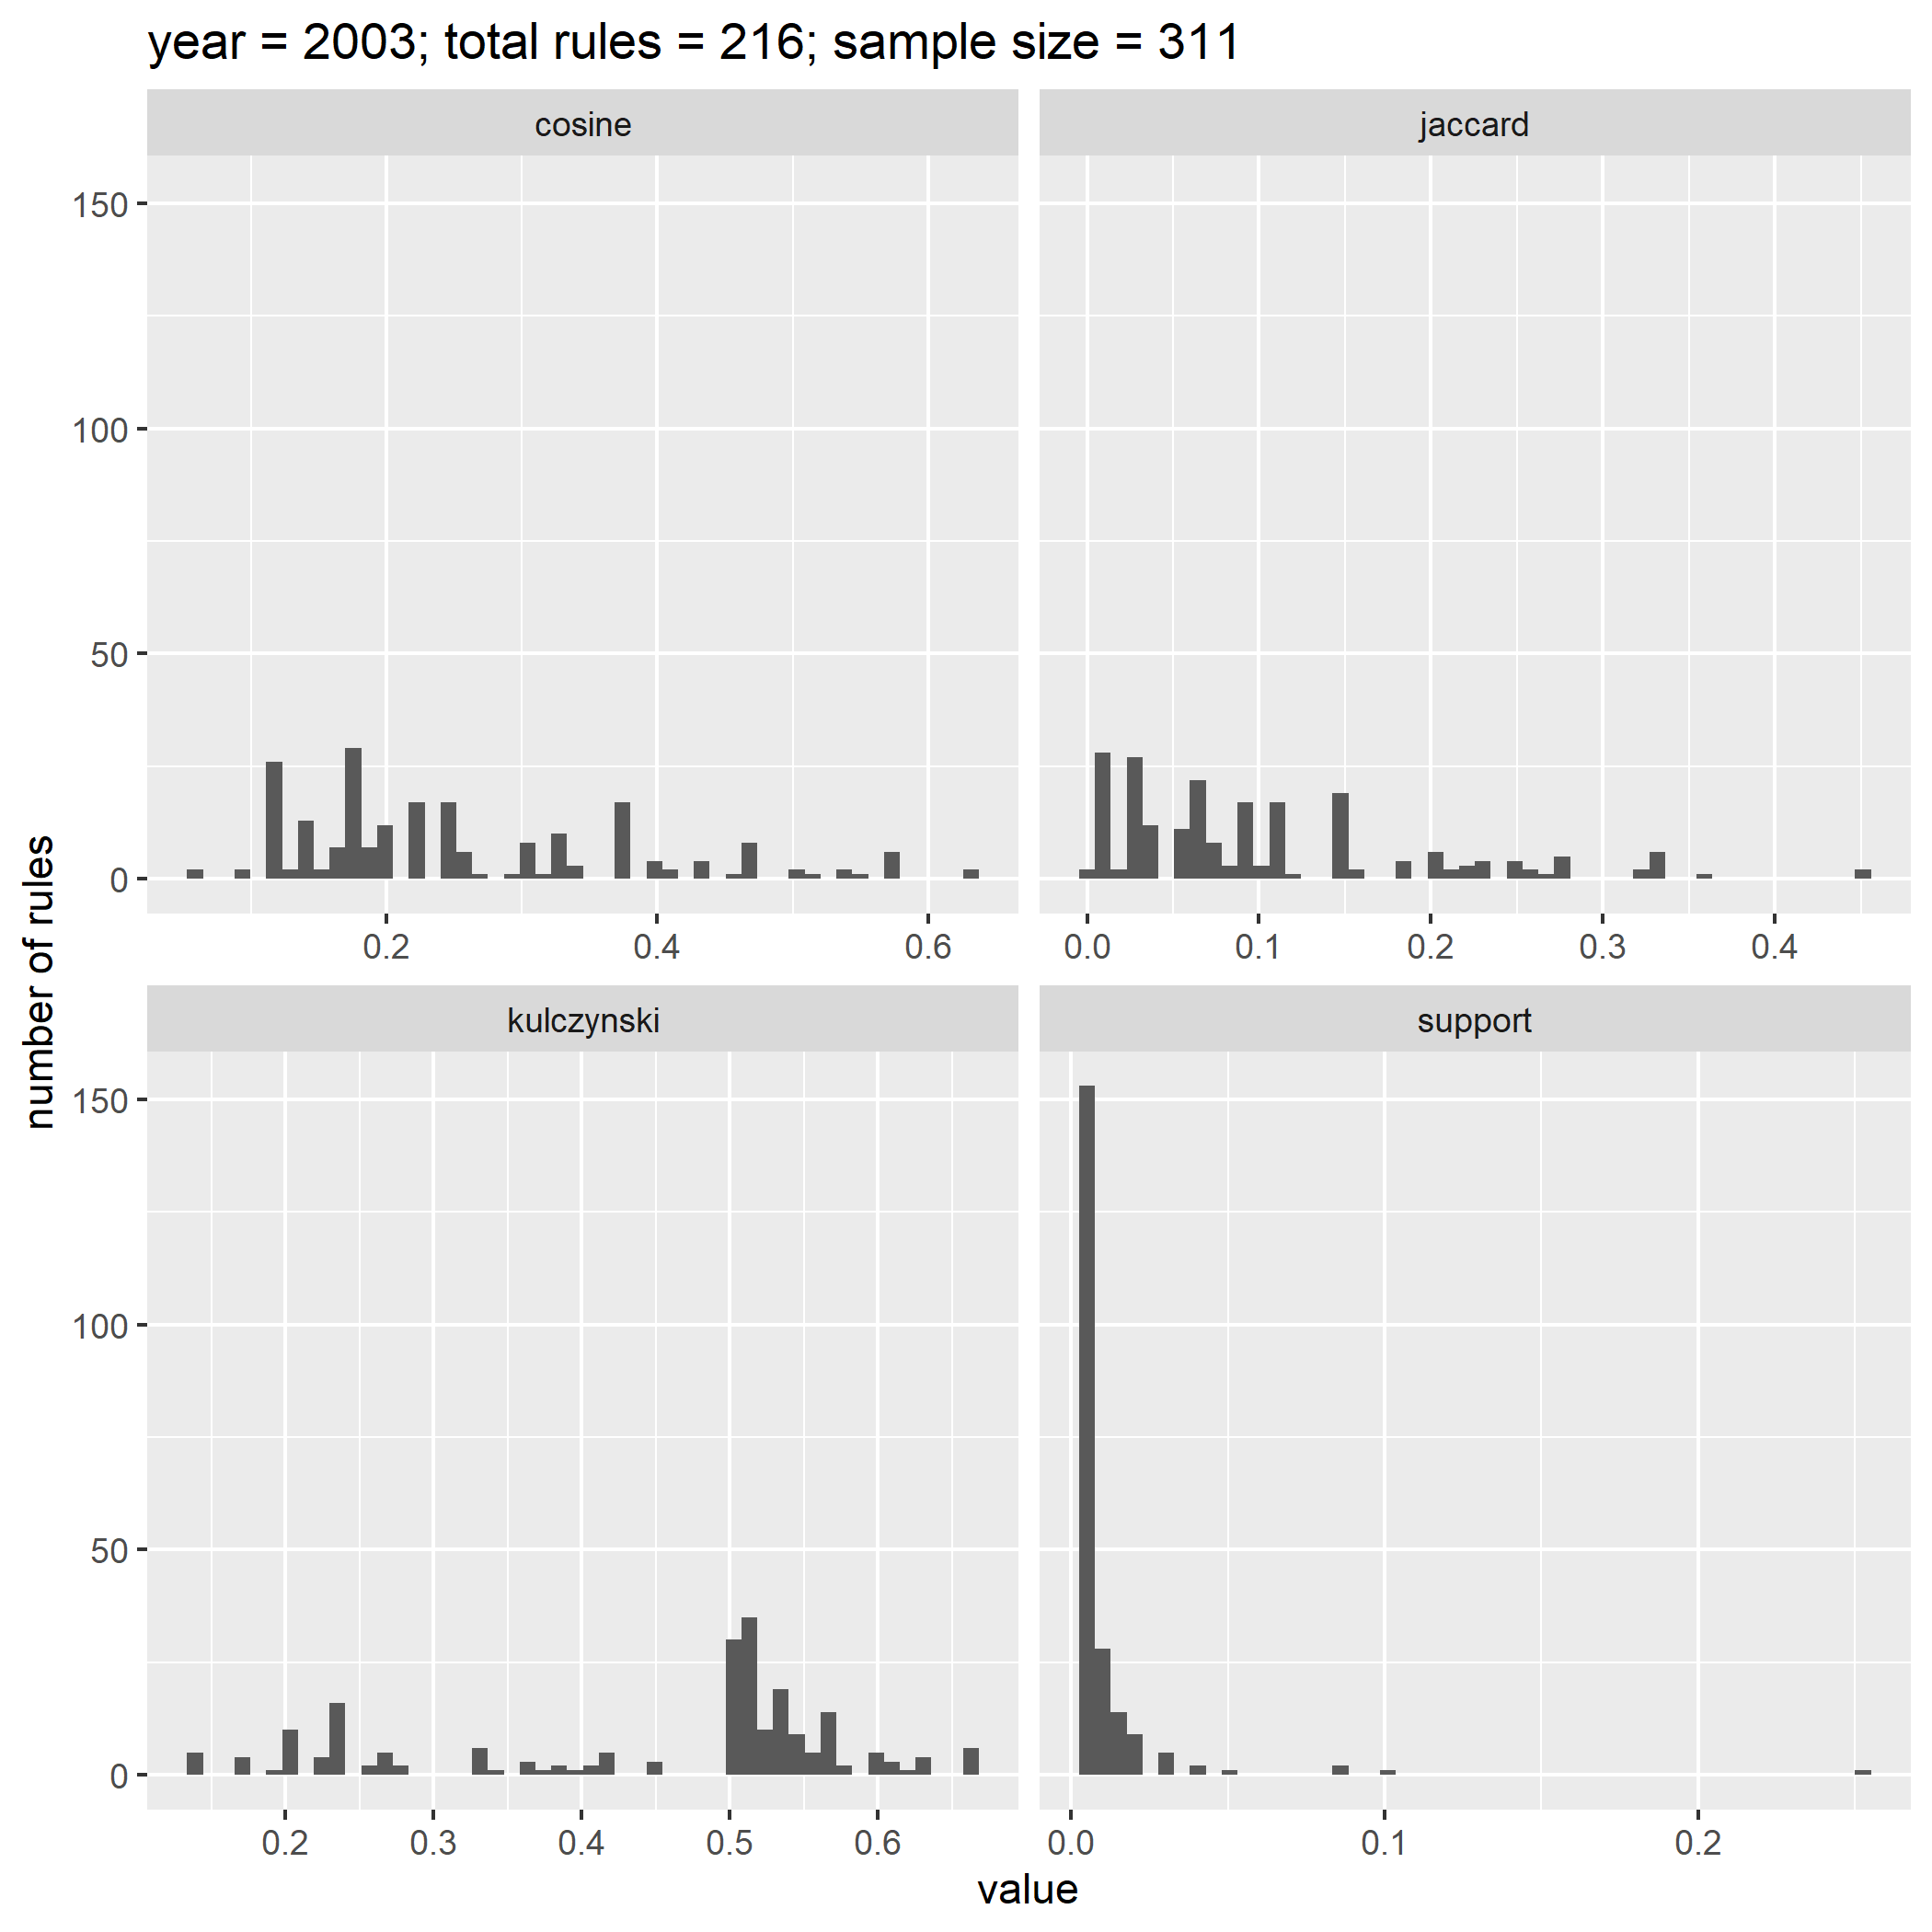 year = 2003; total rules = 216; sample size = 311
cosine
jaccard
150
100
50
0
0.2 0.4 0.6
0.0 0.1 0.2 0.3 0.4
number of rules
kulczynski
support
150
100
50
0
0.2 0.3 0.4 0.5 0.6
0.0 0.1 0.2
value